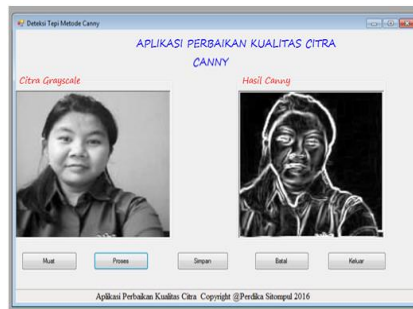 Deteksi Tepi Metode Canny
APLIKASI PERBAIKAN KUALITAS CITRA
CANNY
Citra Grayscale
Hasil Canny
Muat
Proses
Simpan
Batal
Keluar
Aplikasi Perbaikan Kualitas Citra Copyright @Perdika Sitompul 2016